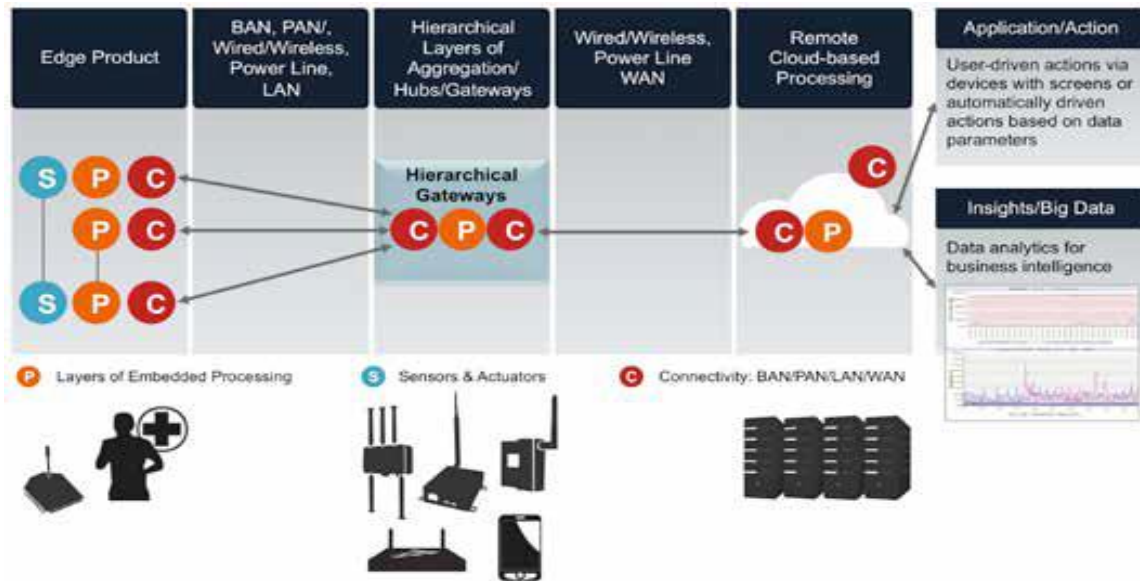 Edge Product
BAN, PAN/,
Wired/Wireless,
Power Line,
LAN
Hierarchical
Layers of
Aggregation/
Hubs/Gateways
Wired/Wireless,
Power Line
WAN
Remote
Cloud-based
Processing
Application/Action
User-driven actions via
devices with screens or
automatically driven
actions based on data
parameters
S P C
P C
S P C
Hierarchical
Gateways
C P C
C
C P
Insights/Big Data
Data analytics for
business intelligence
P Layers of Embedded Processing
S Sensors & Actuators
C Connectivity: BAN/PAN/LAN/WAN